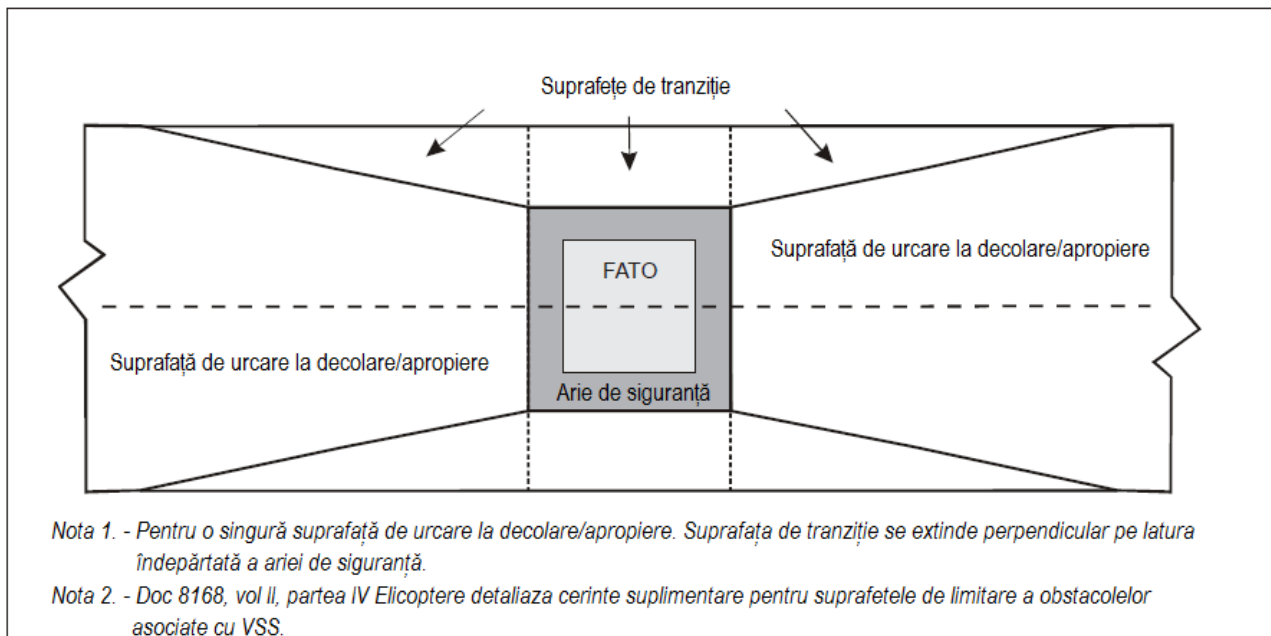 Suprafețe de tranziție
Suprafață de urcare la decolare/apropiere
FATO
Suprafață de urcare la decolare/apropiere
Arie de siguranță
Nota 1. - Pentru o singură suprafață de urcare la decolare/apropiere. Suprafața de tranziție se extinde perpendicular pe latura
îndepărtată a ariei de siguranță.
Nota 2. - Doc 8168, vol II, partea IV Elicoptere detaliaza cerinte suplimentare pentru suprafetele de limitare a obstacolelor
asociate cu VSS.